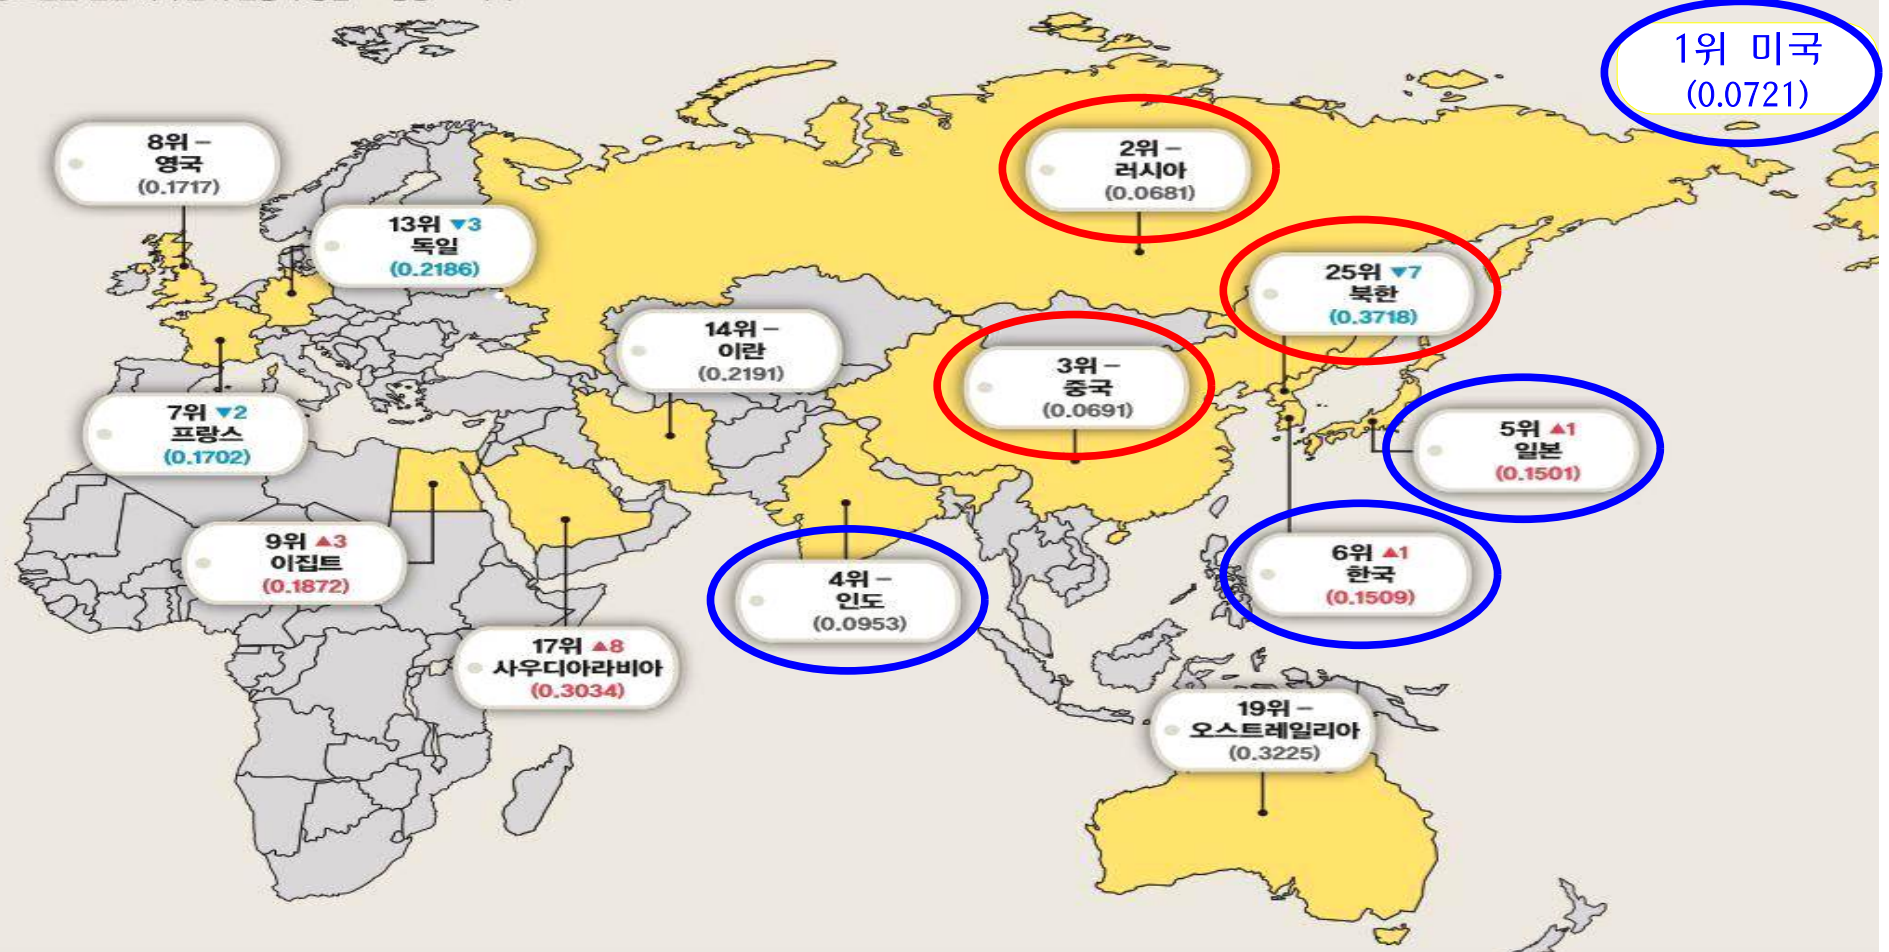 1위 미국
(0.0721)
8위 –
영국
(0.1717)
2위 –
러시아
(0.0681)
13위 ▼3
독일
(0.2186)
25위 ▼7
북한
(0.3718)
14위 –
이란
(0.2191)
3위 –
중국
(0.0691)
7위 ▼2
프랑스
(0.1702)
5위 ▲1
일본
(0.1501)
9위 ▲3
이집트
(0.1872)
4위 –
인도
(0.0953)
6위 ▲1
한국
(0.1509)
17위 ▲8
사우디아라비아
(0.3034)
19위 –
오스트레일리아
(0.3225)